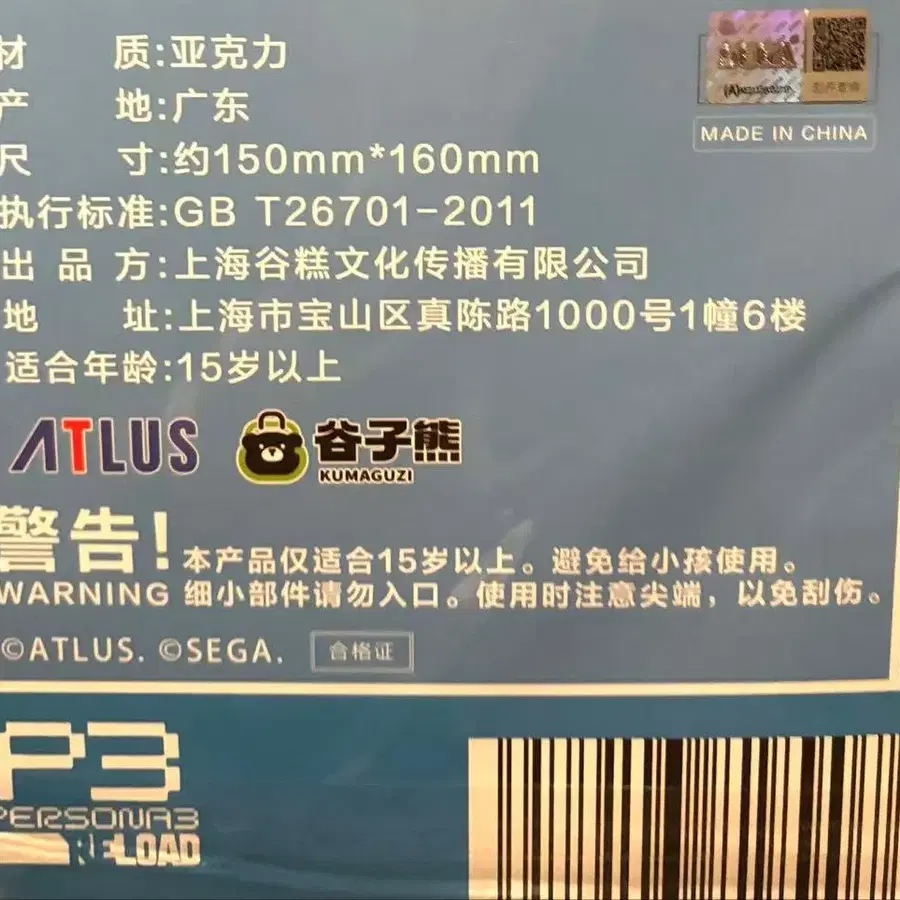 材 质:亚克力
产 地:广东
尺 寸:约150mm*160mm
执行标准:GB T26701-2011
出 品 方:上海谷糕文化传播有限公司
地 址:上海市宝山区真陈路1000号1幢6楼
适合年龄:15岁以上
MADE IN CHINA
ATLUS
谷子熊
KUMAGUZI
警告!本产品仅适合15岁以上。避免给小孩使用。
WARNING 细小部件请勿入口。使用时注意尖端，以免刮伤。
©ATLUS. ©SEGA.
合格证
P3
PERSONA3
RELOAD